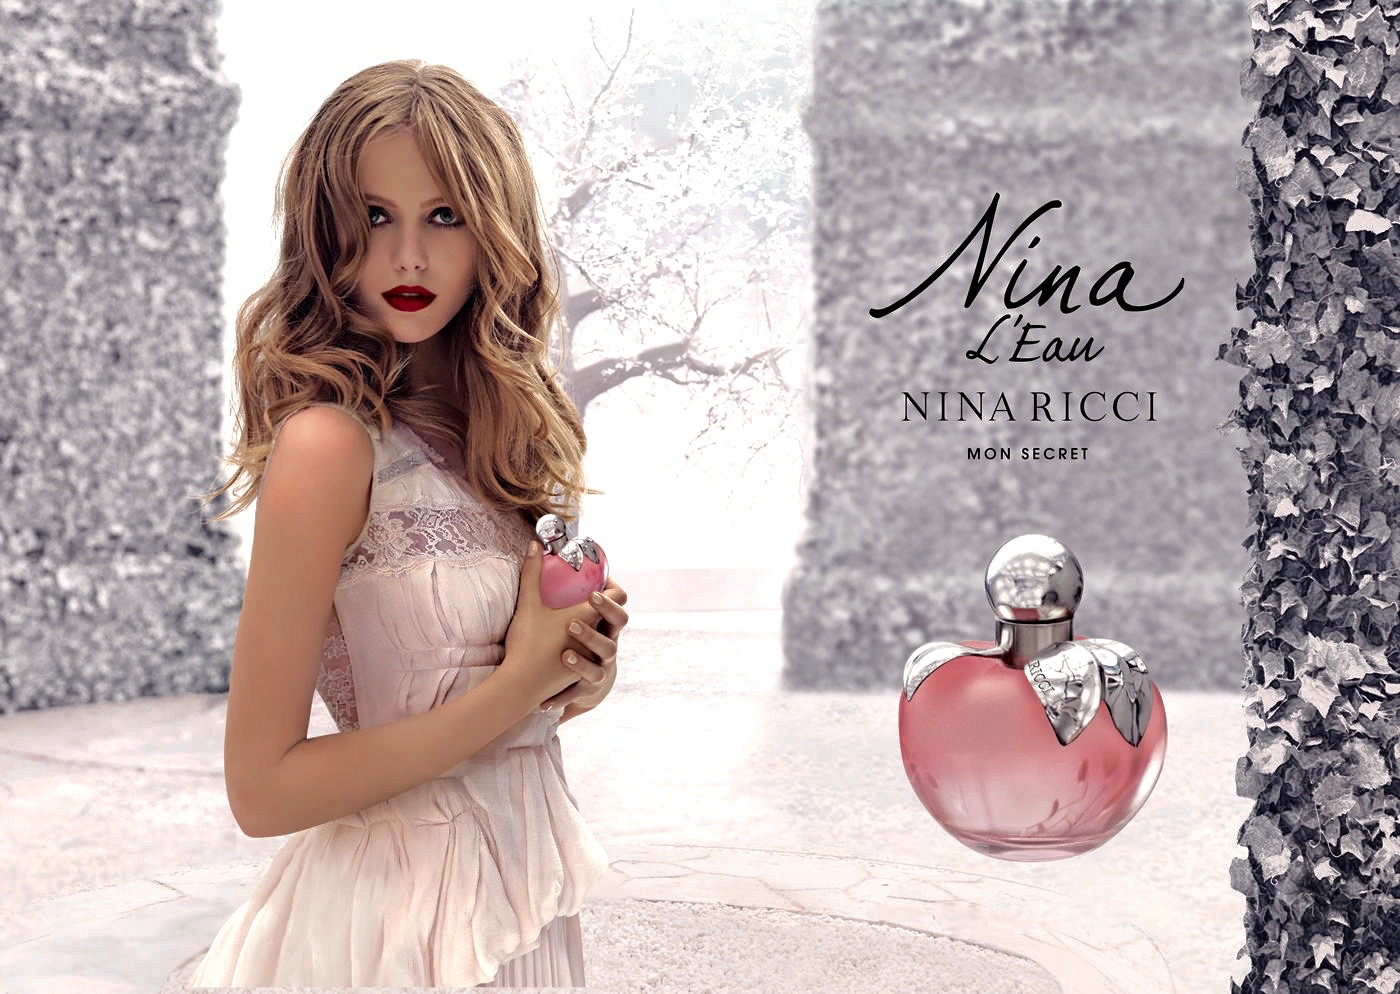 Nina
L'Eau
NINA RICCI
MON SECRET
RICCI